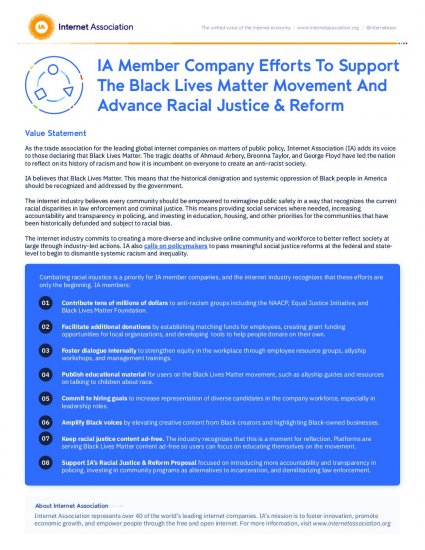 IA Internet Association
The unified voice of the internet economy / www.internetassociation.org / @internetassn
IA Member Company Efforts To Support
The Black Lives Matter Movement And
Advance Racial Justice & Reform
Value Statement
As the trade association for the leading global internet companies on matters of public policy, Internet Association (IA) adds its voice
to those declaring that Black Lives Matter. The tragic deaths of Ahmaud Arbery, Breonna Taylor, and George Floyd have led the nation
to reflect on its history of racism and how it is incumbent on everyone to create an anti-racist society.
IA believes that Black Lives Matter. This means that the historical denigration and systemic oppression of Black people in America
should be recognized and addressed by the government.
The internet industry believes every community should be empowered to reimagine public safety in a way that recognizes the current
racial disparities in law enforcement and criminal justice. This means providing social services where needed, increasing
accountability and transparency in policing, and investing in education, housing, and other priorities for the communities that have
been historically defunded and subject to racial bias.
The internet industry commits to creating a more diverse and inclusive online community and workforce to better reflect society at
large through industry-led actions. IA also calls on policymakers to pass meaningful social justice reforms at the federal and state-
level to begin to dismantle systemic racism and inequality.
Combating racial injustice is a priority for IA member companies, and the internet industry recognizes that these efforts are
only the beginning. IA members:
01 Contribute tens of millions of dollars to anti-racism groups including the NAACP, Equal Justice Initiative, and
Black Lives Matter Foundation.
02 Facilitate additional donations by establishing matching funds for employees, creating grant funding
opportunities for local organizations, and developing tools to help people donate on their own.
03 Foster dialogue internally to strengthen equity in the workplace through employee resource groups, allyship
workshops, and management trainings.
04 Publish educational material for users on the Black Lives Matter movement, such as allyship guides and resources
on talking to children about race.
05 Commit to hiring goals to increase representation of diverse candidates in the company workforce, especially in
leadership roles.
06 Amplify Black voices by elevating creative content from Black creators and highlighting Black-owned businesses.
07 Keep racial justice content ad-free. The industry recognizes that this is a moment for reflection. Platforms are
serving Black Lives Matter content ad-free so users can focus on educating themselves on the movement.
08 Support IA's Racial Justice & Reform Proposal focused on introducing more accountability and transparency in
policing, investing in community programs as alternatives to incarceration, and demilitarizing law enforcement.
About Internet Association
Internet Association represents over 40 of the world's leading internet companies. IA's mission is to foster innovation, promote
economic growth, and empower people through the free and open internet. For more information, visit www.internetassociation.org